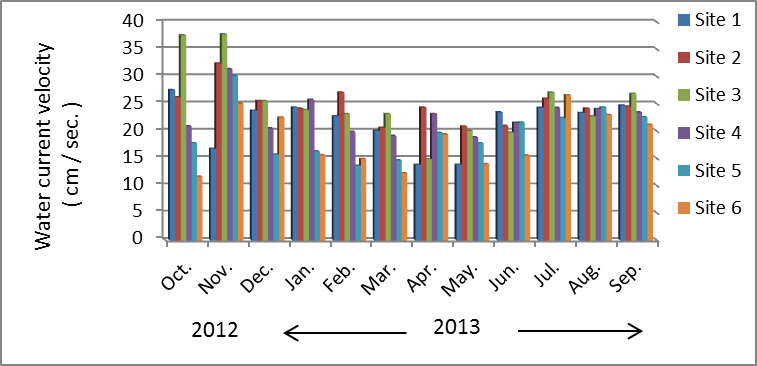 Water current velocity
( cm / sec. )
40
35
30
25
20
15
10
5
0
Oct.
Nov.
Dec.
Jan.
Feb.
Mar.
Apr.
May.
Jun.
Jul.
Aug.
Sep.
2012
2013
Site 1
Site 2
Site 3
Site 4
Site 5
Site 6